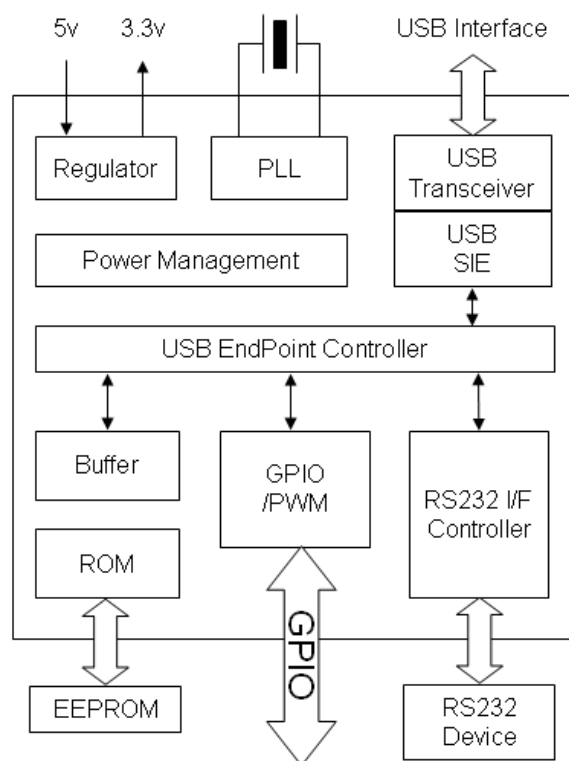 5v
3.3v
USB Interface
Regulator
PLL
USB
Transceiver
USB
SIE
Power Management
USB EndPoint Controller
Buffer
GPIO
/PWM
RS232 I/F
Controller
ROM
GPIO
EEPROM
RS232
Device